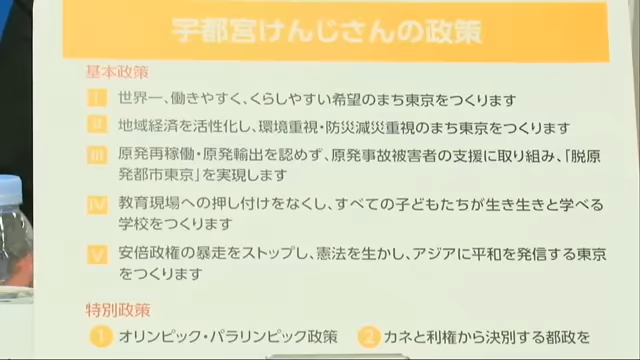 宇都宮けんじさんの政策
基本政策
i 世界一、働きやすく、くらしやすい希望のまち東京をつくります
ii 地域経済を活性化し、環境重視・防災減災重視のまち東京をつくります
iii 原発再稼働・原発輸出を認めず、原発事故被害者の支援に取り組み、「脱原
発都市東京」を実現します
iv 教育現場への押し付けをなくし、すべての子どもたちが生き生きと学べる
学校をつくります
v 安倍政権の暴走をストップし、憲法を生かし、アジアに平和を発信する東京
をつくります
特別政策
1 オリンピック・パラリンピック政策 2 カネと利権から決別する都政を